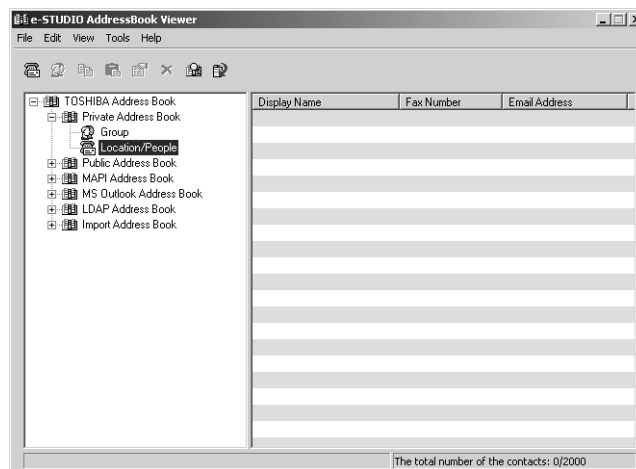 e-STUDIO AddressBook Viewer
File Edit View Tools Help
TOSHIBA Address Book
Private Address Book
Group
Location/People
Public Address Book
MAPI Address Book
MS Outlook Address Book
LDAP Address Book
Import Address Book
Display Name Fax Number Email Address
The total number of the contacts: 0/2000